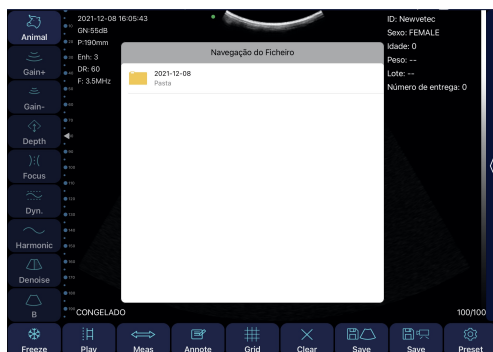 Animal
Gain+
Gain-
Depth
Focus
Dyn.
Harmonic
Denoise
B
2021-12-08 16:05:43
GN:55dB
P:190mm
Enh: 3
DR: 60
F: 3.5MHz
Navegação do Ficheiro
2021-12-08
Pasta
ID: Newvetec
Sexo: FEMALE
Idade: 0
Peso: --
Lote: --
Número de entrega: 0
CONGELADO
100/100
Freeze
Play
Meas
Annote
Grid
Clear
Save
Save
Preset